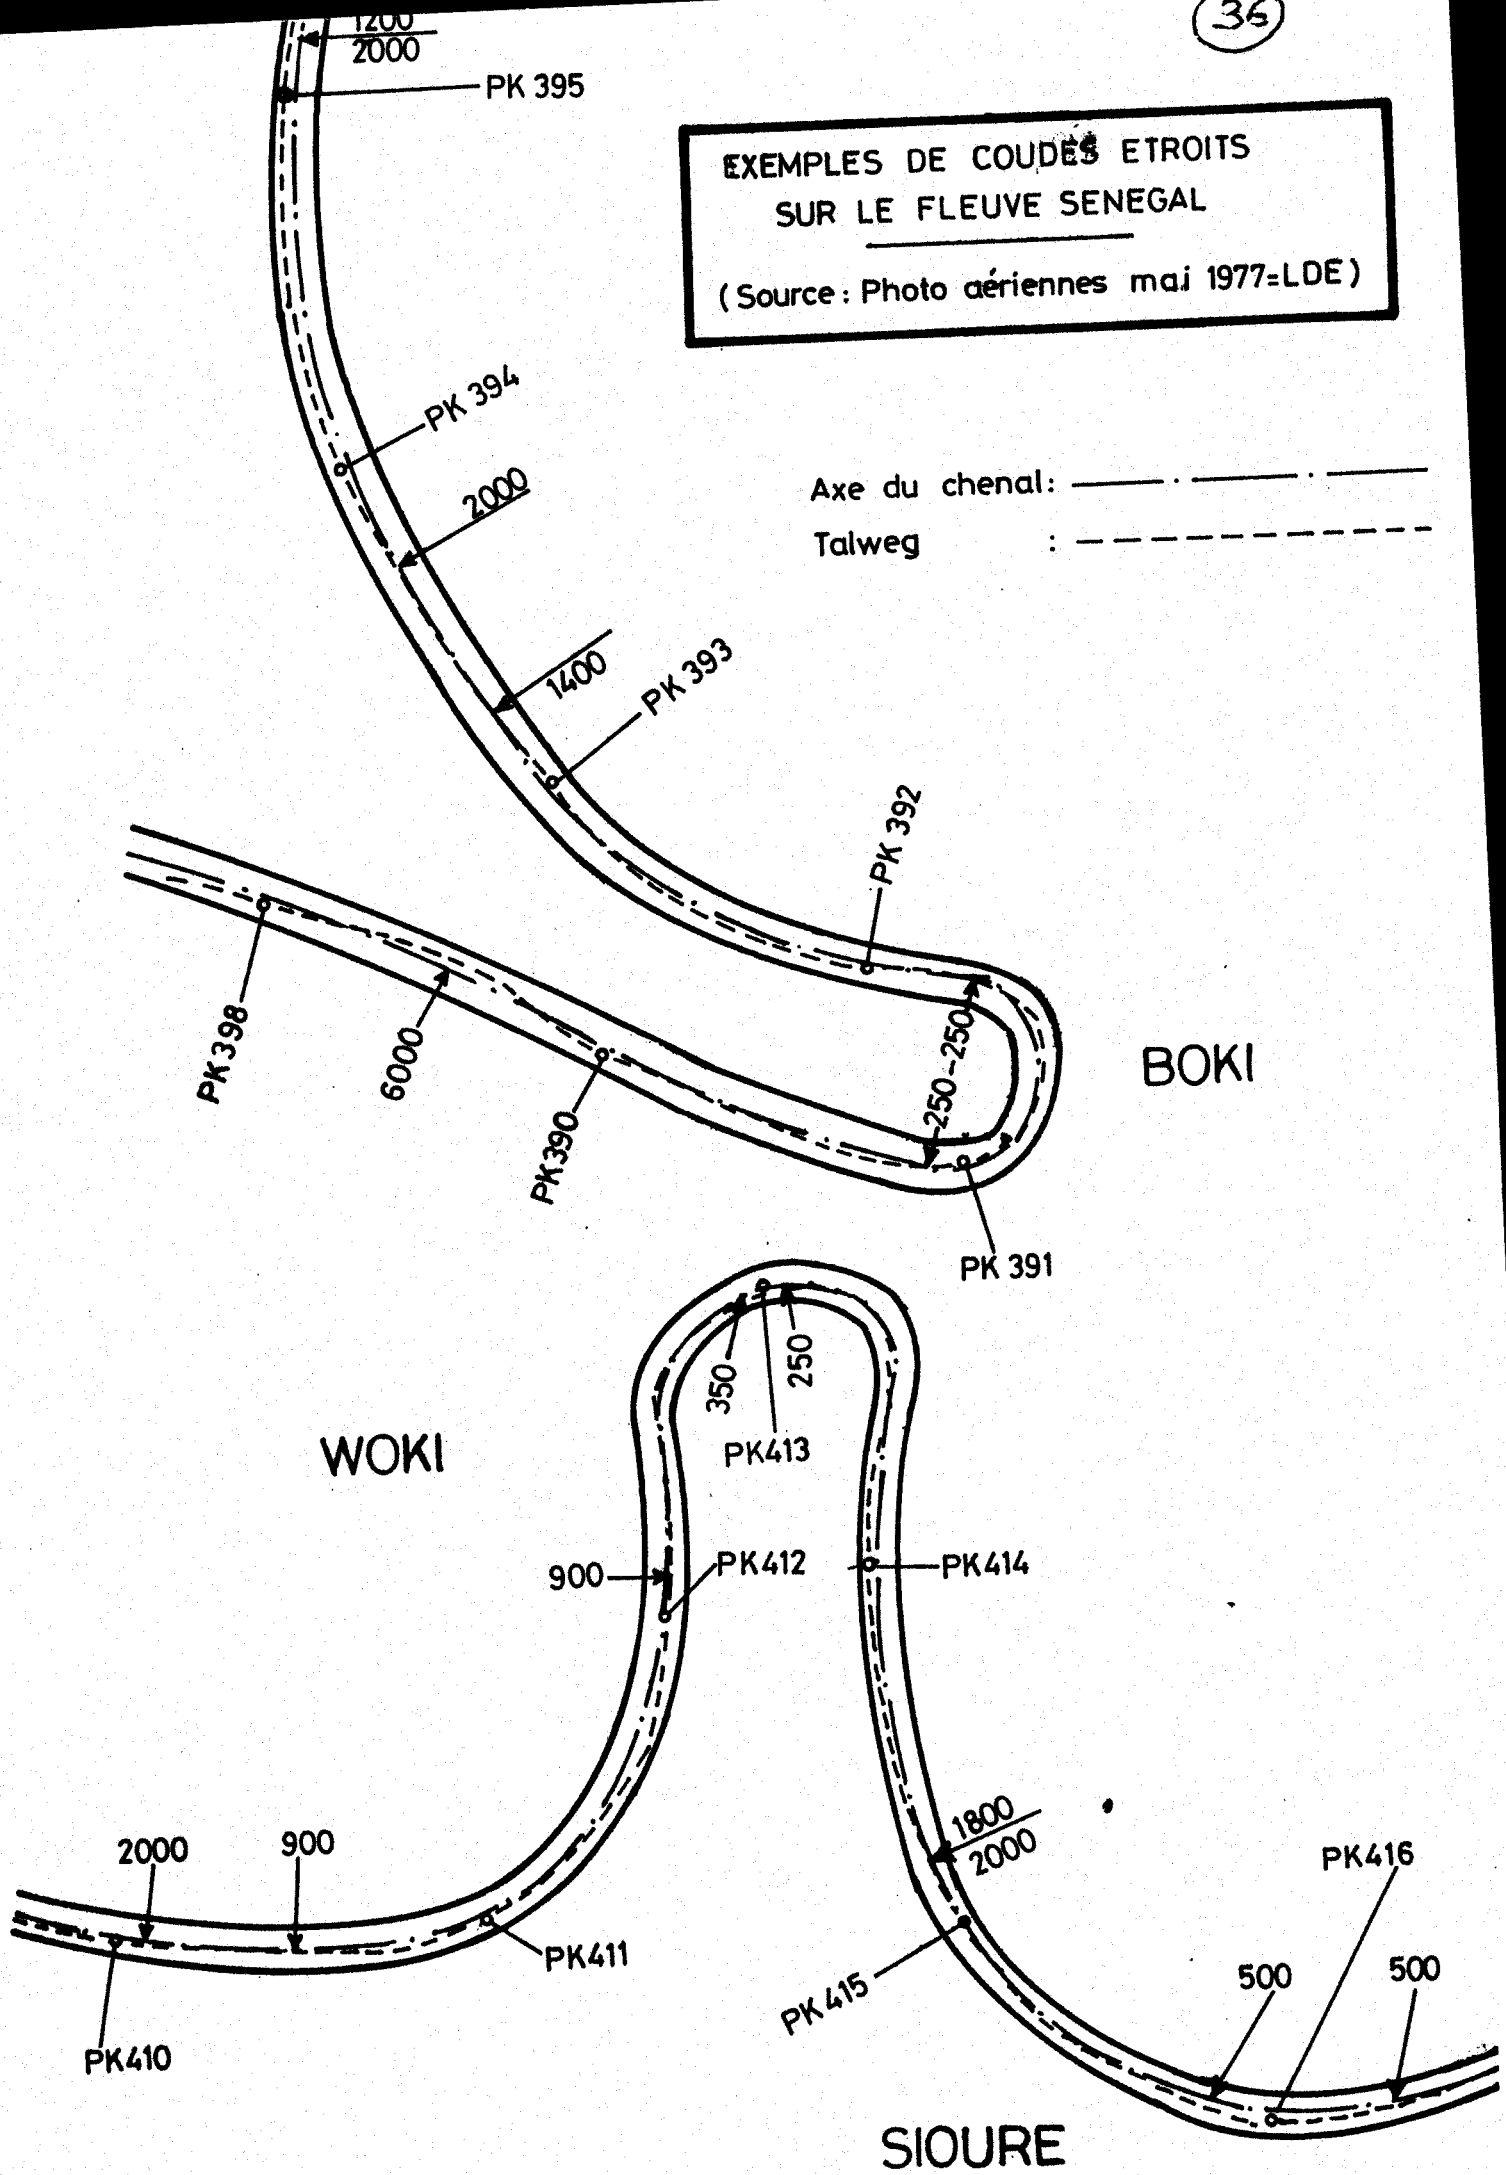 36
1200
2000
PK 395
EXEMPLES DE COUDES ETROITS
SUR LE FLEUVE SENEGAL
(Source: Photo aériennes mai 1977=LDE)
PK 394
2000
Axe du chenal:
Talweg :
1400
PK 393
PK 392
PK398
6000
PK390
250-250
BOKI
PK 391
350
250
PK413
WOKI
900
PK412
PK414
2000
900
1800
2000
PK416
PK411
PK415
500
500
PK410
SIOURE